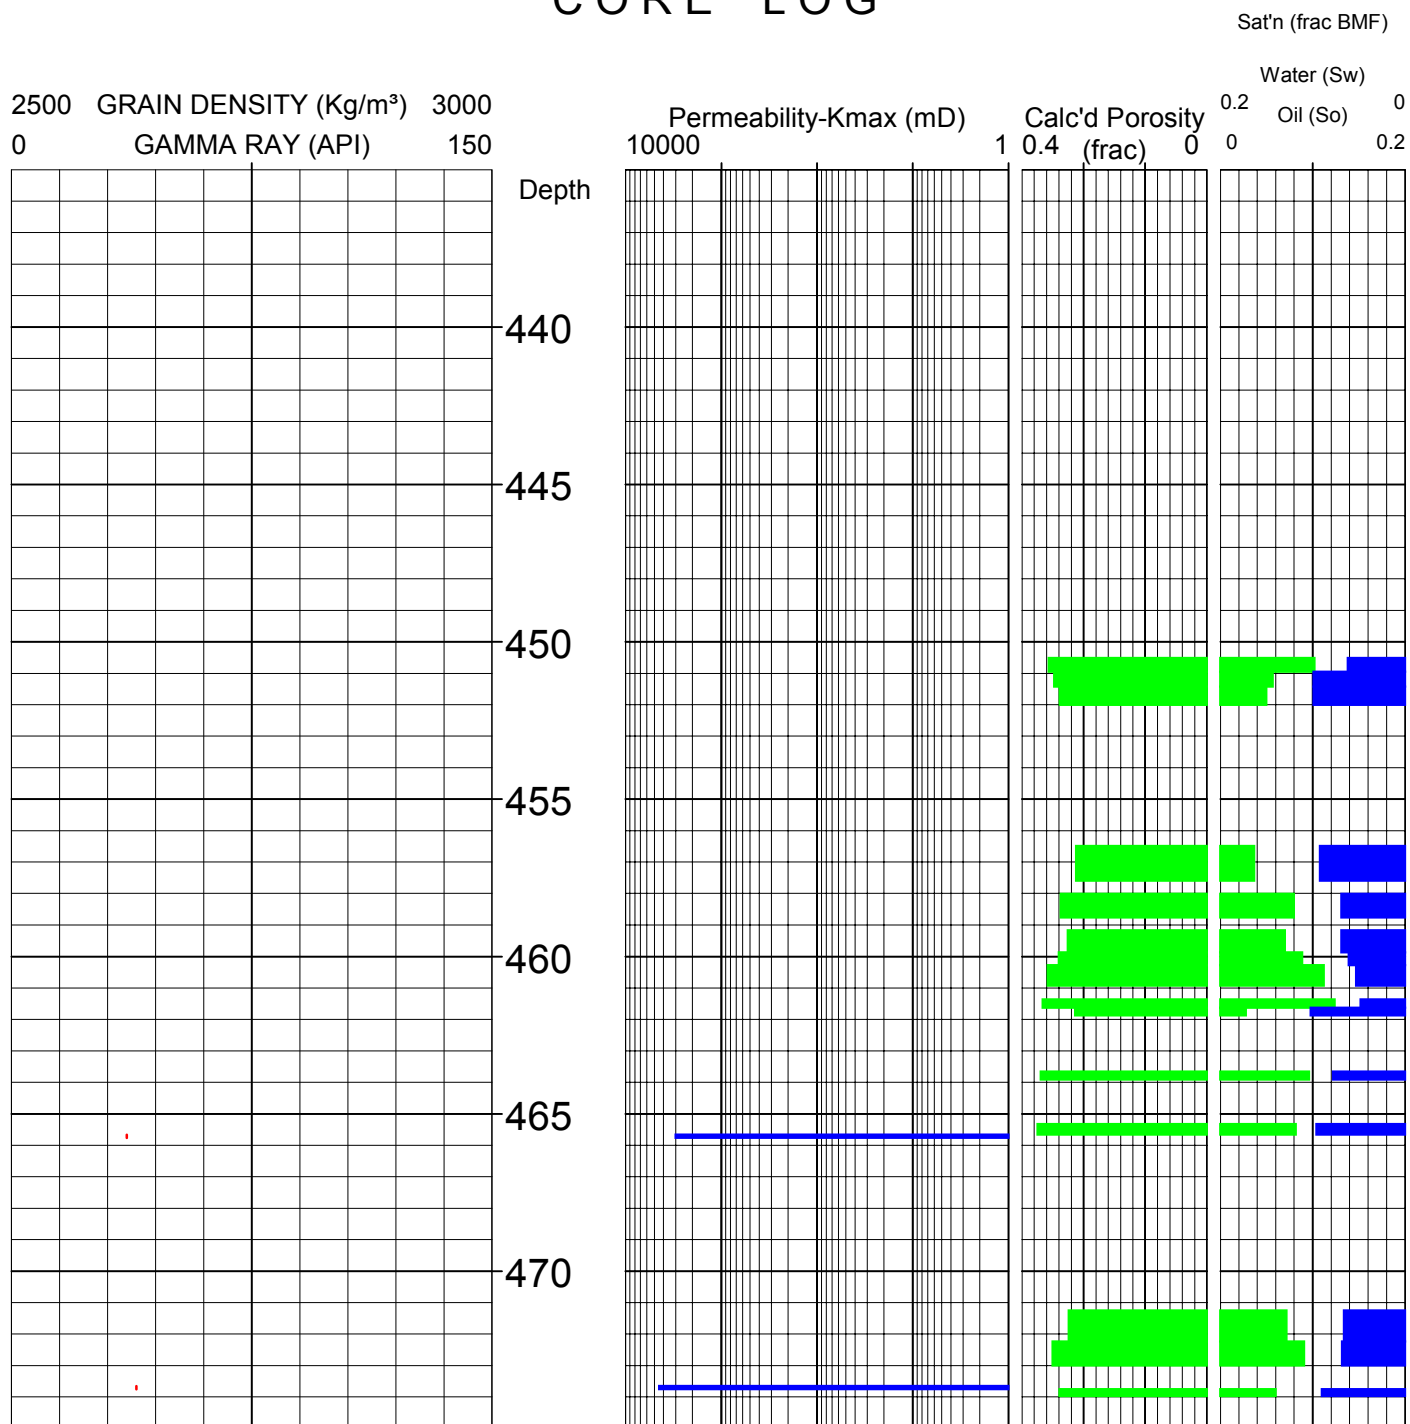 CORE LOG
Sat'n (frac BMF)
Water (Sw)
0.2 0
Oil (So)
0 0.2
2500 GRAIN DENSITY (Kg/m³) 3000
0 GAMMA RAY (API) 150
Permeability-Kmax (mD)
10000 1
Calc'd Porosity
0.4 (frac) 0
Depth
440
445
450
455
460
465
470